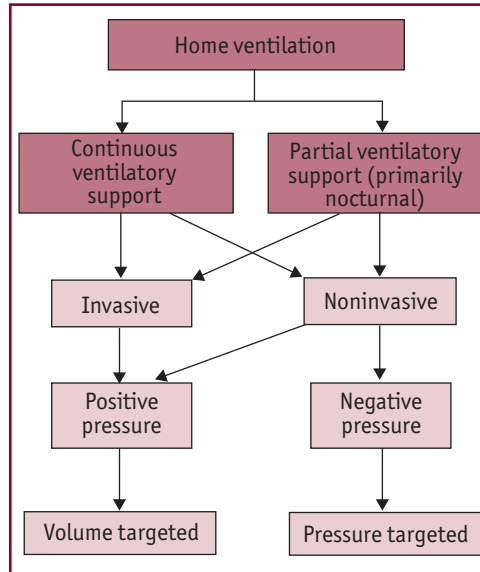 Home ventilation
Continuous
ventilatory
support
Partial ventilatory
support (primarily
nocturnal)
Invasive
Noninvasive
Positive
pressure
Negative
pressure
Volume targeted
Pressure targeted